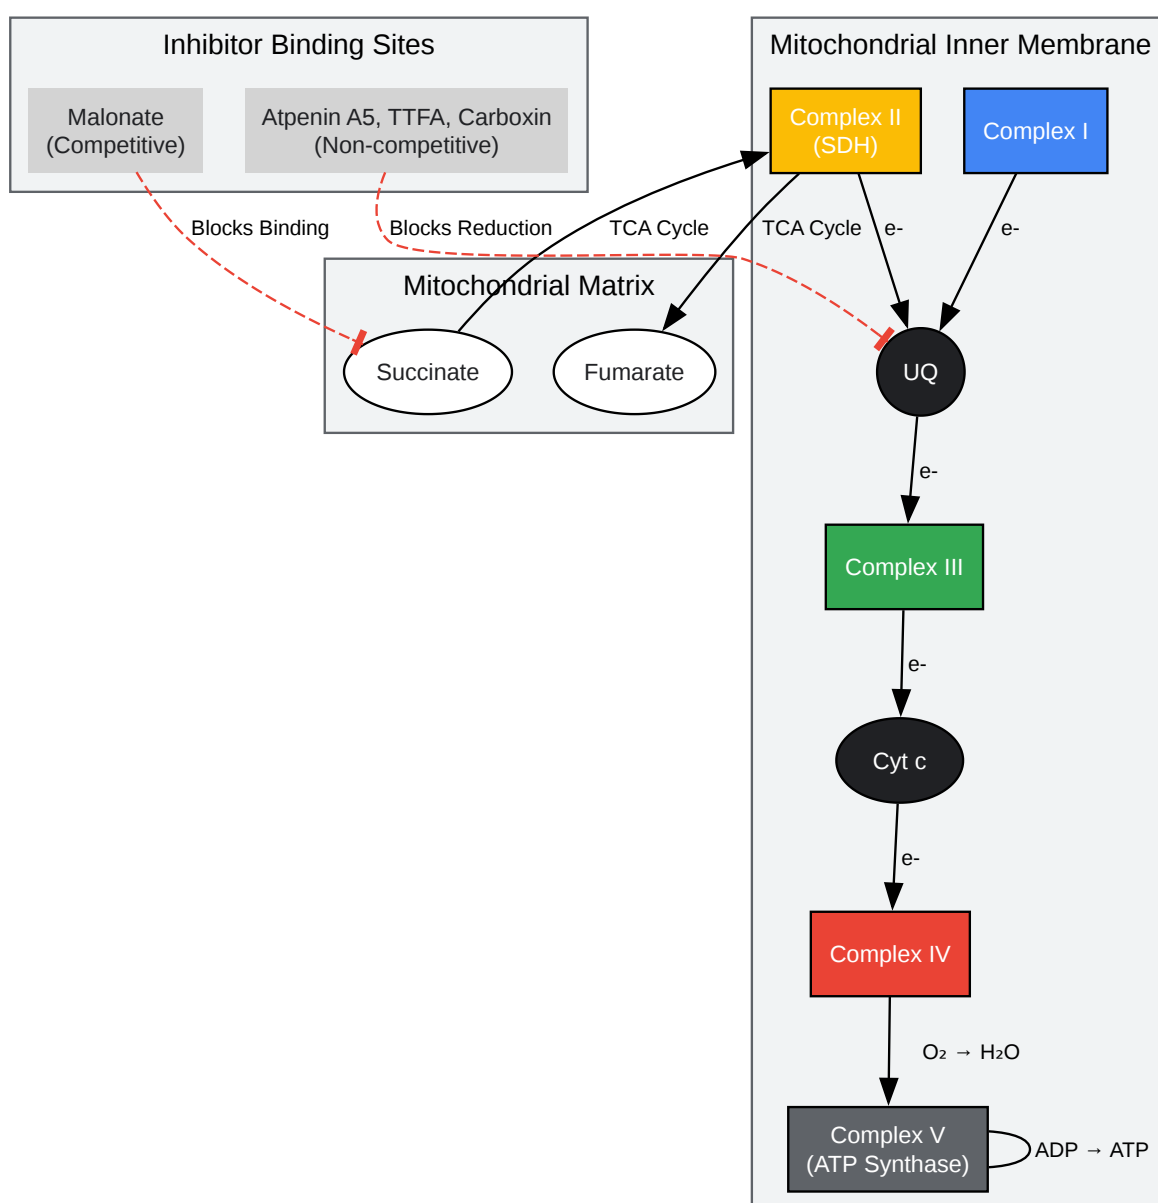 Inhibitor Binding Sites
Mitochondrial Inner Membrane
Malonate
(Competitive)
Atpenin A5, TTFA, Carboxin
(Non-competitive)
Complex II
(SDH)
Complex I
Blocks Binding
Blocks Reduction
TCA Cycle
TCA Cycle
e-
e-
Mitochondrial Matrix
Succinate
Fumarate
UQ
e-
Complex III
e-
Cyt c
e-
Complex IV
O₂ → H₂O
Complex V
(ATP Synthase)
ADP → ATP